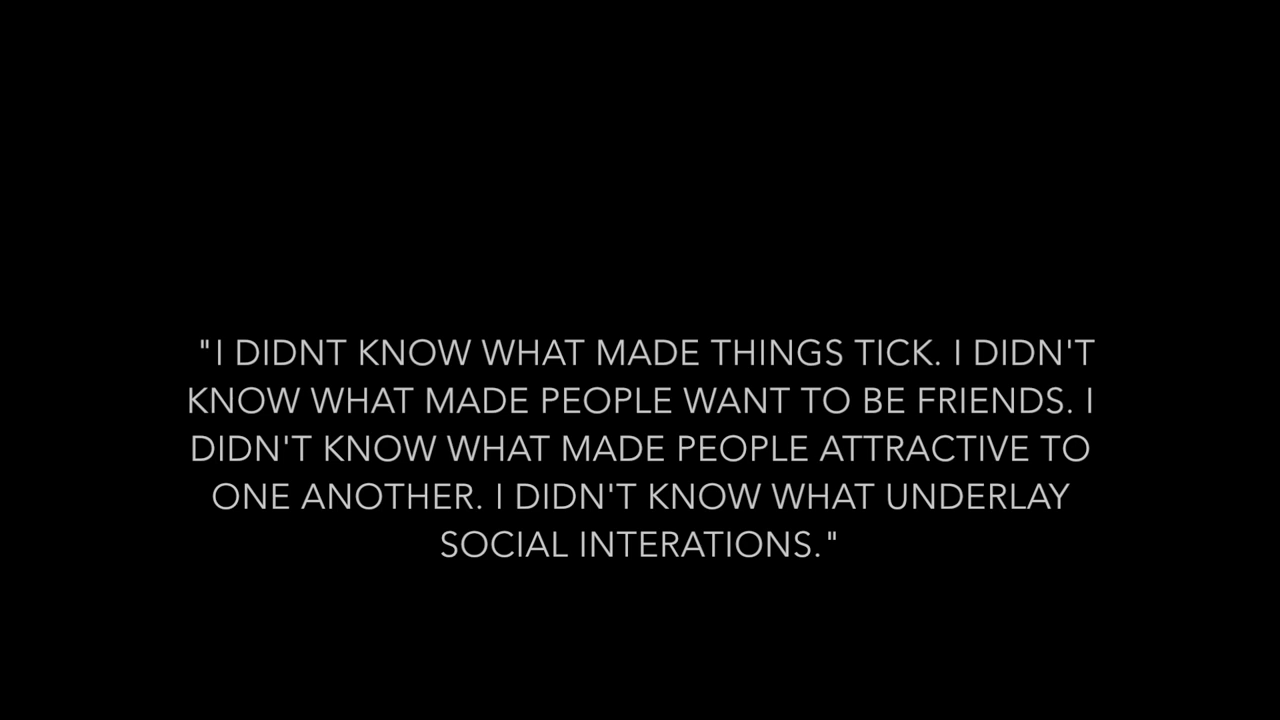 "I DIDNT KNOW WHAT MADE THINGS TICK. I DIDN'T
KNOW WHAT MADE PEOPLE WANT TO BE FRIENDS. I
DIDN'T KNOW WHAT MADE PEOPLE ATTRACTIVE TO
ONE ANOTHER. I DIDN'T KNOW WHAT UNDERLAY
SOCIAL INTERATIONS."